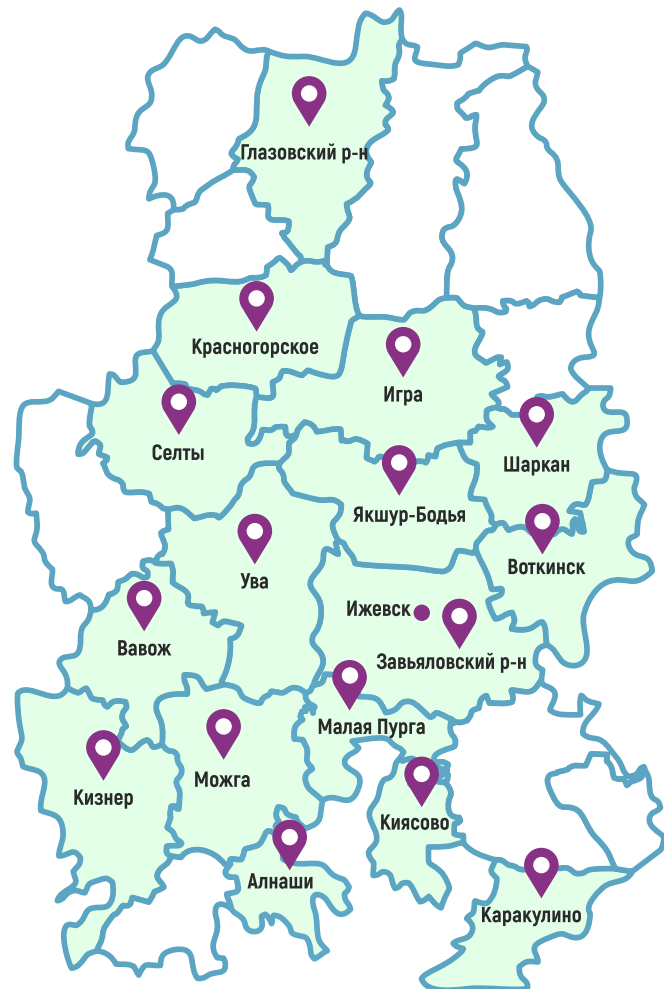 Глазовский р-н
Красногорское
Игра
Селты
Шаркан
Якшур-Бодья
Воткинск
Ува
Ижевск
Вавож
Завьяловский р-н
Малая Пурга
Можга
Кизнер
Киясово
Алнаши
Каракулино